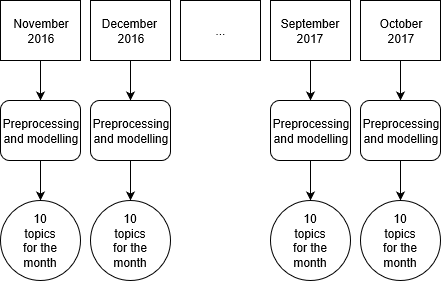 November
2016
December
2016
...
September
2017
October
2017
Preprocessing
and modelling
Preprocessing
and modelling
Preprocessing
and modelling
Preprocessing
and modelling
10
topics
for the
month
10
topics
for the
month
10
topics
for the
month
10
topics
for the
month